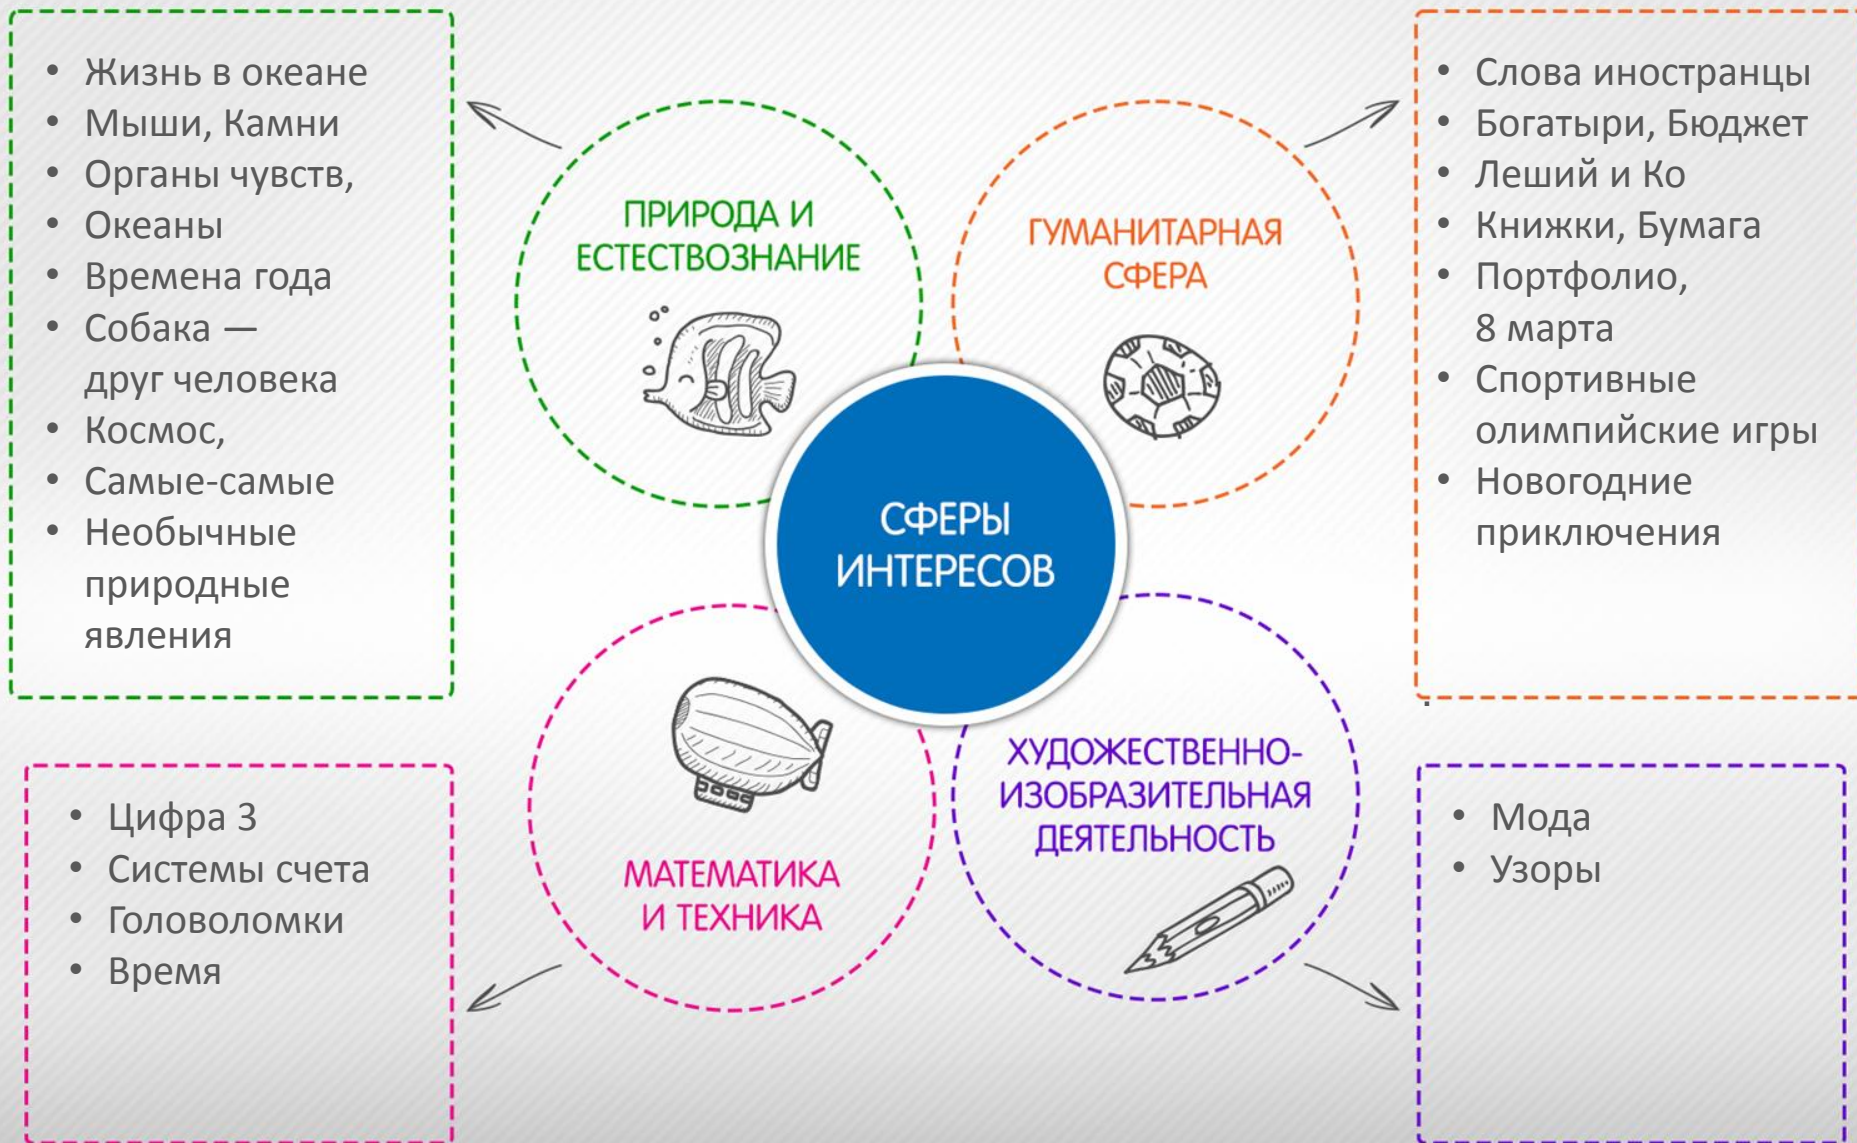 • Жизнь в океане
• Мыши, Камни
• Органы чувств,
• Океаны
• Времена года
• Собака —
друг человека
• Космос,
• Самые-самые
• Необычные
природные
явления
ПРИРОДА И
ЕСТЕСТВОЗНАНИЕ
ГУМАНИТАРНАЯ
СФЕРА
• Слова иностранцы
• Богатыри, Бюджет
• Леший и Ко
• Книжки, Бумага
• Портфолио,
8 марта
• Спортивные
олимпийские игры
• Новогодние
приключения
.
СФЕРЫ
ИНТЕРЕСОВ
• Цифра 3
• Системы счета
• Головоломки
• Время
МАТЕМАТИКА
И ТЕХНИКА
ХУДОЖЕСТВЕННО-
ИЗОБРАЗИТЕЛЬНАЯ
ДЕЯТЕЛЬНОСТЬ
• Мода
• Узоры